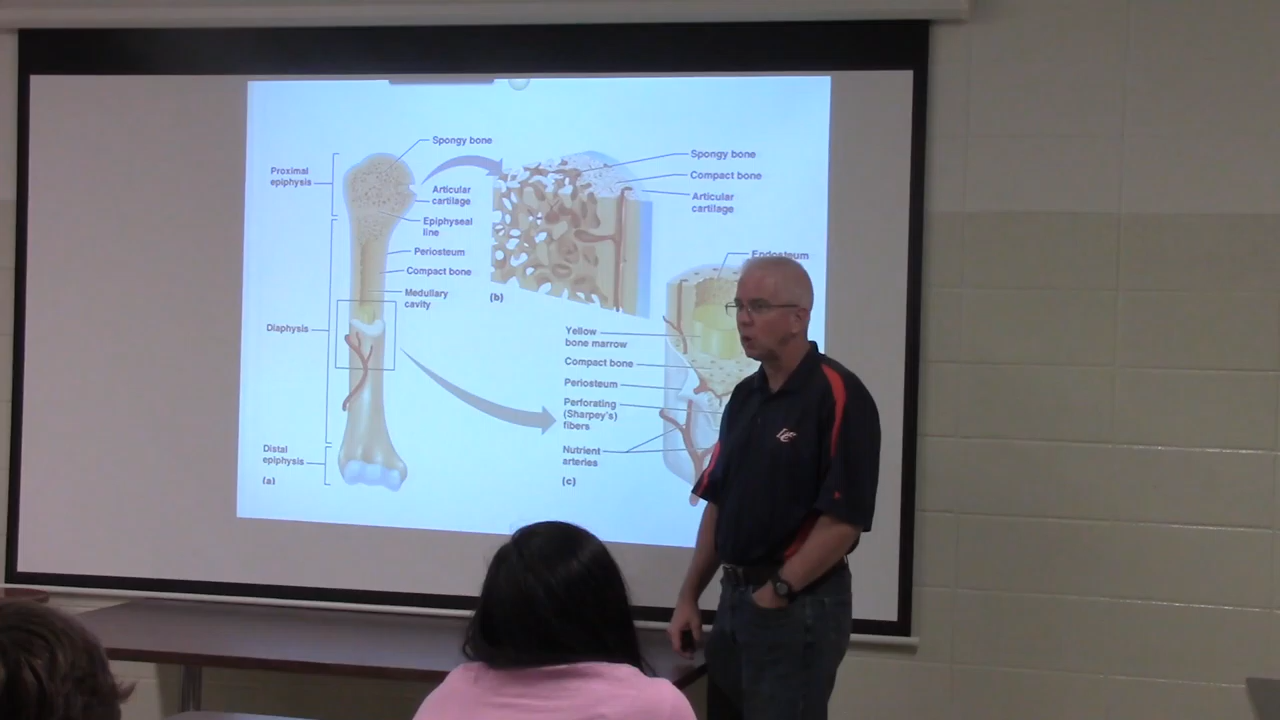 Spongy bone
Proximal
epiphysis
Articular
cartilage
Epiphyseal
line
Periosteum
Compact bone
Medullary
cavity
Diaphysis
Distal
epiphysis
(a)
Spongy bone
Compact bone
Articular
cartilage
(b)
Endosteum
Yellow
bone marrow
Compact bone
Periosteum
Perforating
(Sharpey's)
fibers
Nutrient
arteries
(c)